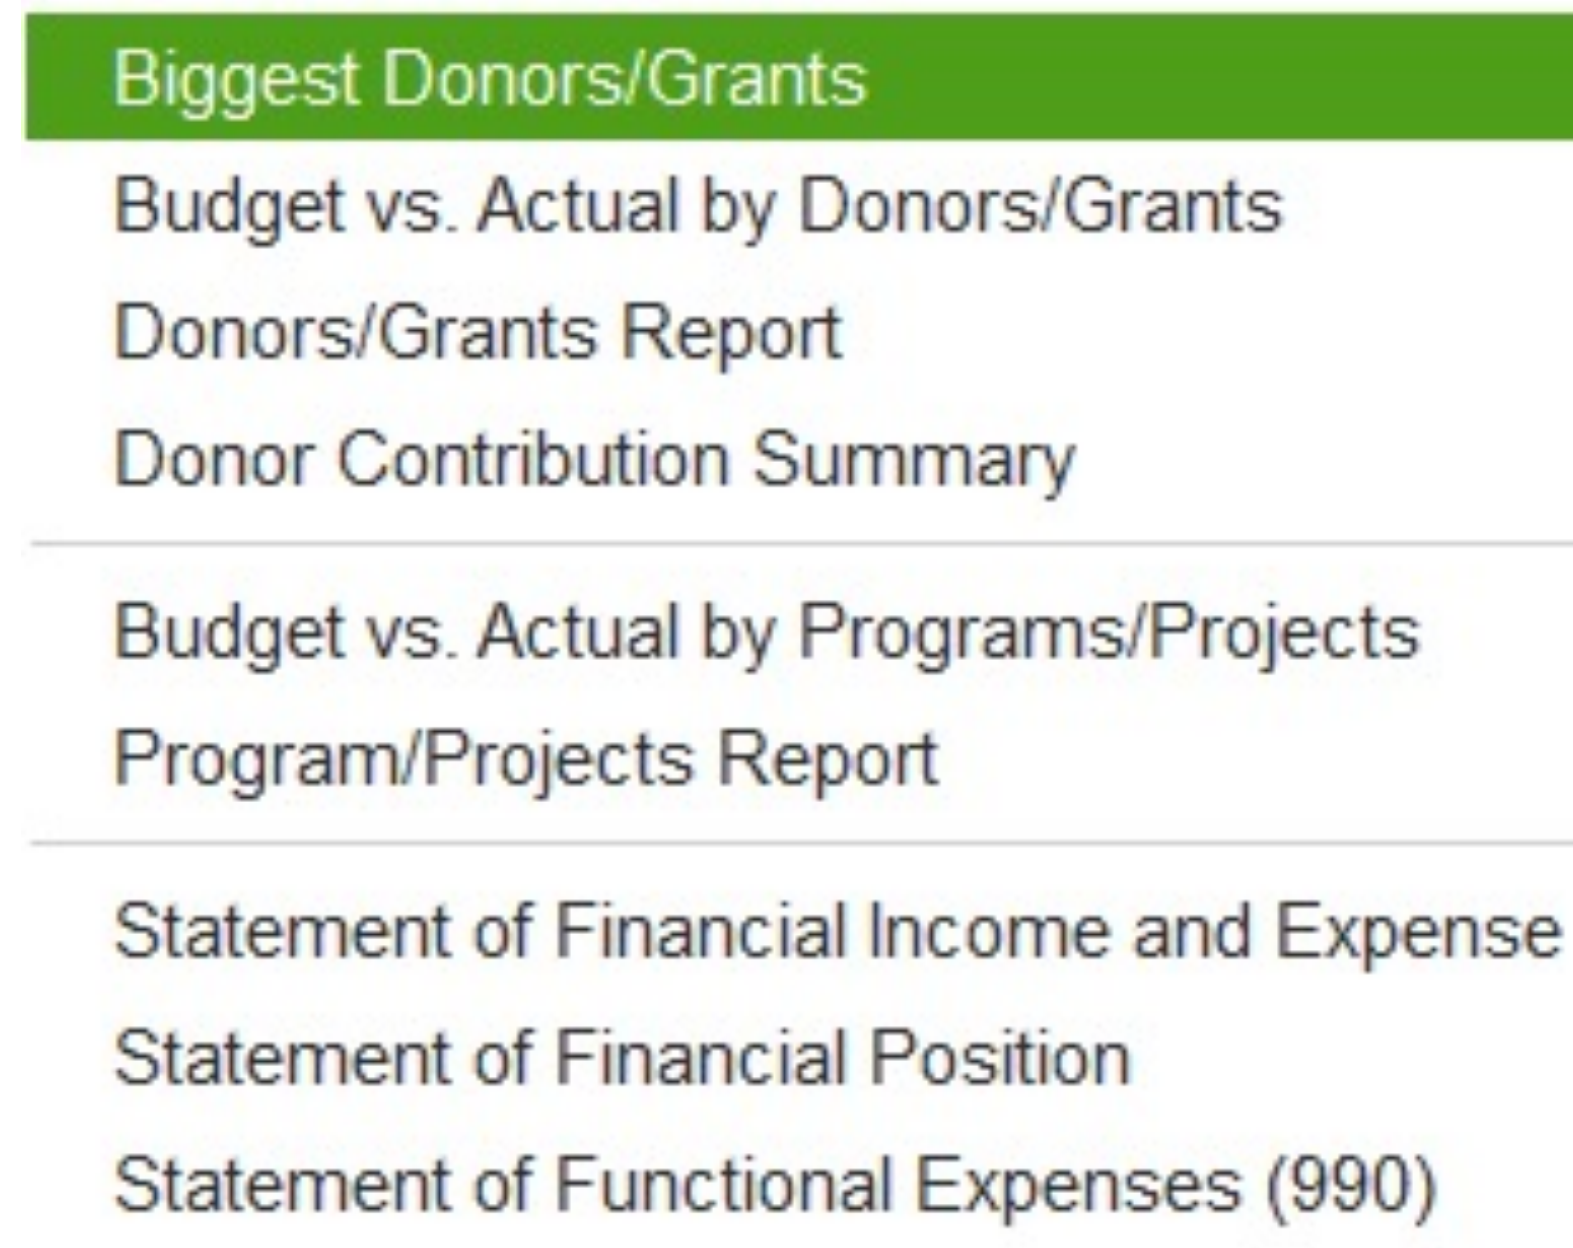 Biggest Donors/Grants
Budget vs. Actual by Donors/Grants
Donors/Grants Report
Donor Contribution Summary
Budget vs. Actual by Programs/Projects
Program/Projects Report
Statement of Financial Income and Expense
Statement of Financial Position
Statement of Functional Expenses (990)